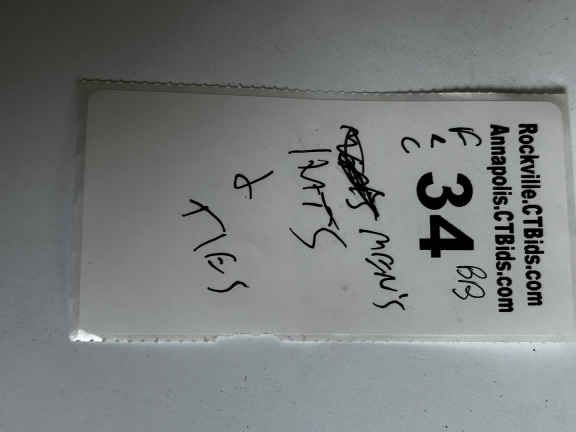 Rockville.CTBids.com
Annapolis.CTBids.com
F
L
C
34
BB
MEN'S
HATS
&
TIES